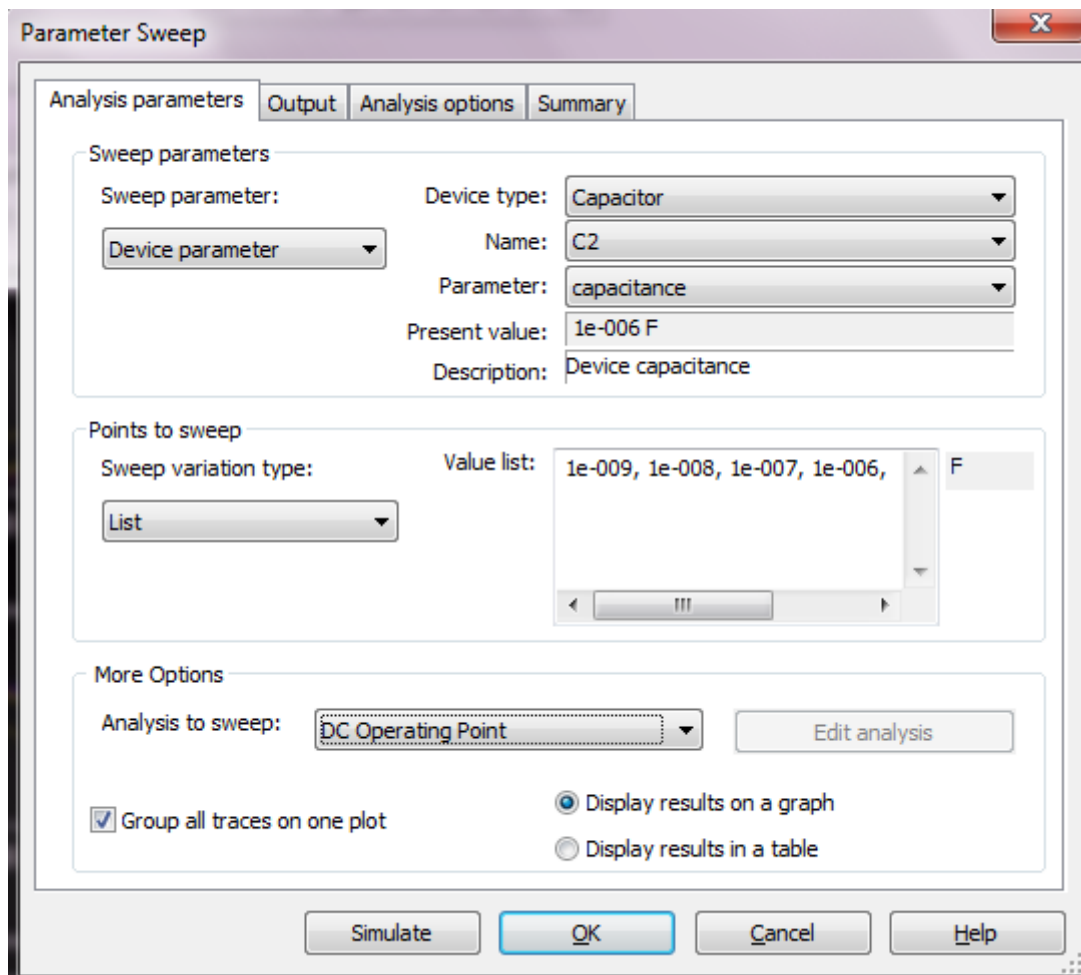 Parameter Sweep
Analysis parameters Output Analysis options Summary
Sweep parameters
Sweep parameter: Device type: Capacitor
Device parameter Name: C2
Parameter: capacitance
Present value: 1e-006 F
Description: Device capacitance
Points to sweep
Sweep variation type: Value list: 1e-009, 1e-008, 1e-007, 1e-006, F
List
More Options
Analysis to sweep: DC Operating Point Edit analysis
Group all traces on one plot Display results on a graph
Display results in a table
Simulate OK Cancel Help